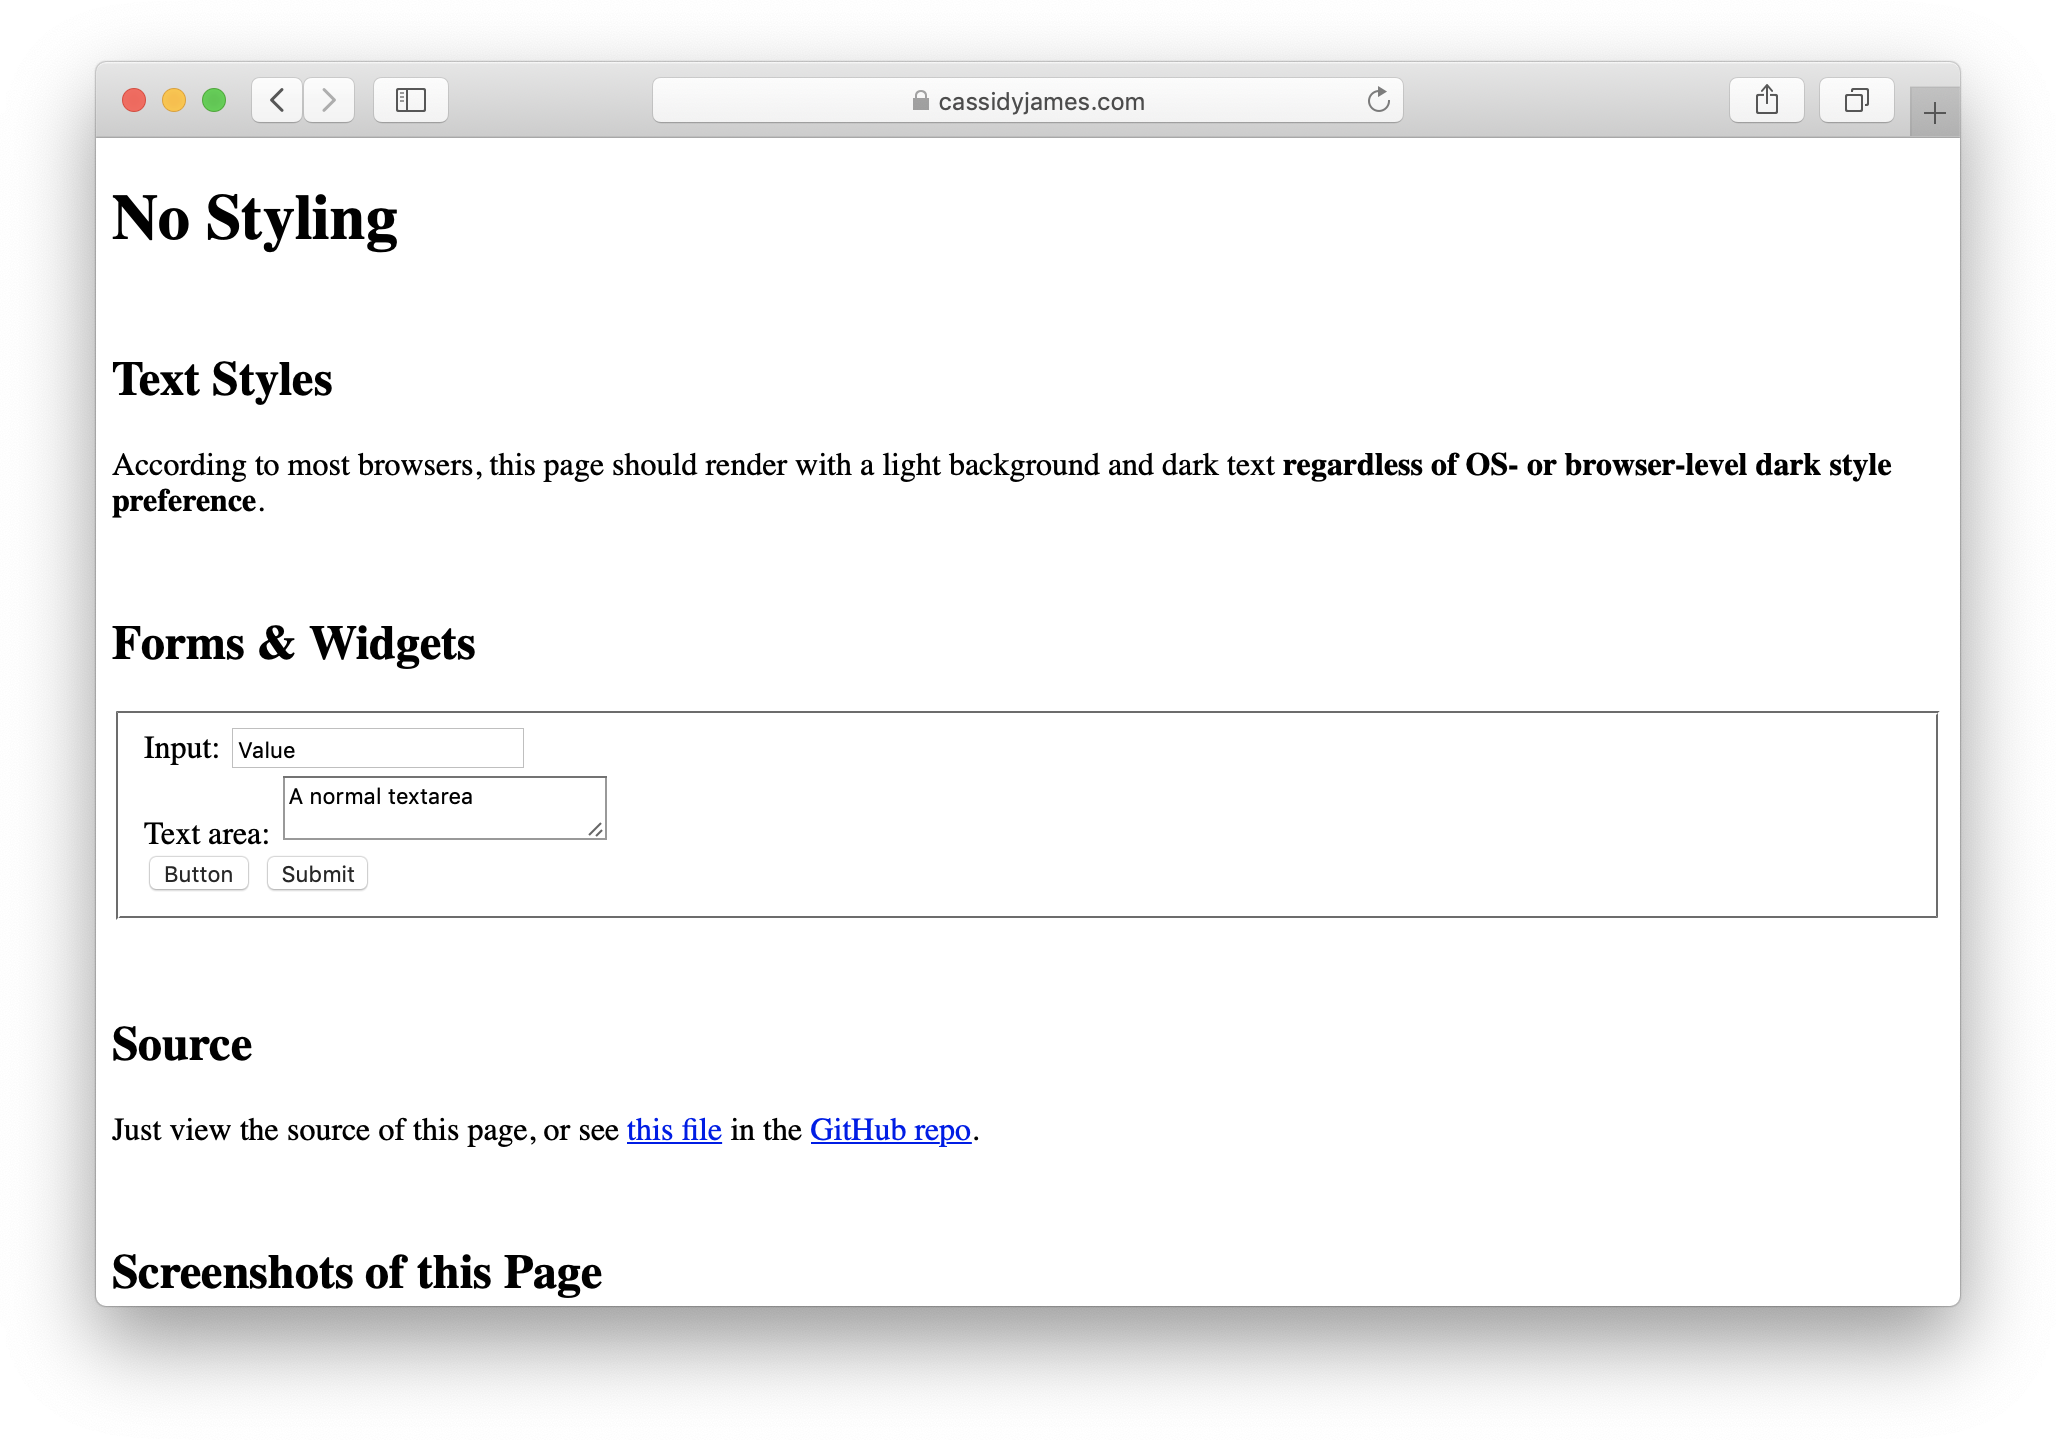 cassidyjames.com
No Styling
Text Styles
According to most browsers, this page should render with a light background and dark text regardless of OS- or browser-level dark style
preference.
Forms & Widgets
Input: Value
A normal textarea
Text area:
Button Submit
Source
Just view the source of this page, or see this file in the GitHub repo.
Screenshots of this Page